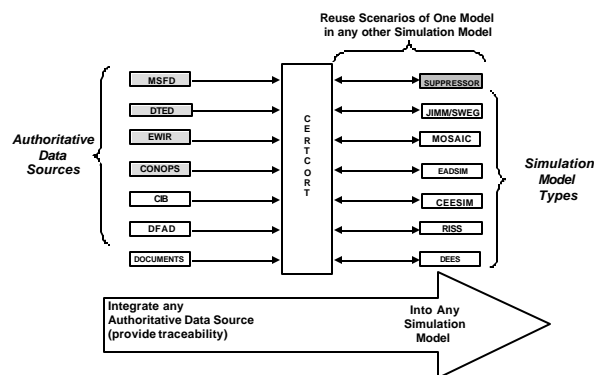 Reuse Scenarios of One Model
in any other Simulation Model
MSFD
DTED
EWIR
CONOPS
CIB
DFAD
DOCUMENTS
Authoritative
Data
Sources
CERTCORT
SUPPRESSOR
JIMM/SWEG
MOSAIC
EADSIM
CEESIM
RISS
DEES
Simulation
Model
Types
Integrate any
Authoritative Data Source
(provide traceability)
Into Any
Simulation
Model